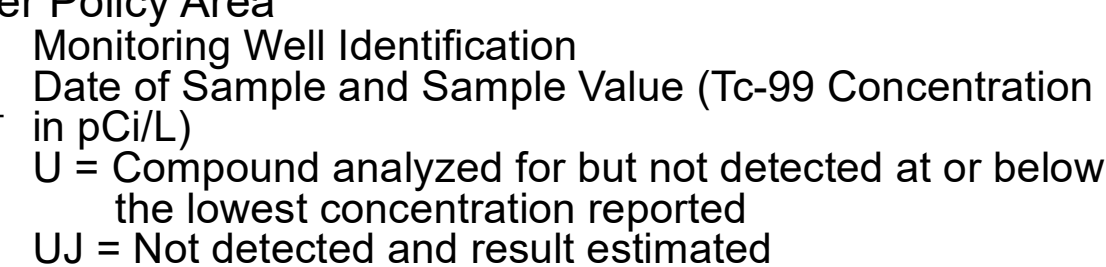 er Policy Area
Monitoring Well Identification
Date of Sample and Sample Value (Tc-99 Concentration
in pCi/L)
U = Compound analyzed for but not detected at or below
the lowest concentration reported
UJ = Not detected and result estimated